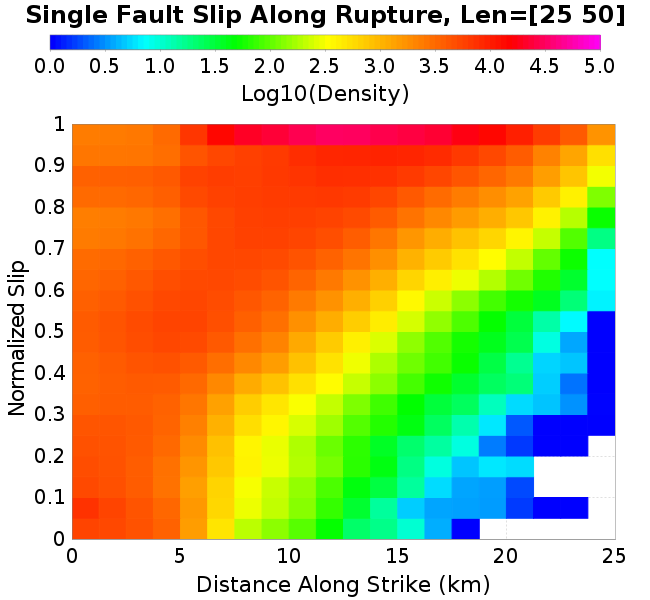 Single Fault Slip Along Rupture, Len=[25 50]
0.0 0.5 1.0 1.5 2.0 2.5 3.0 3.5 4.0 4.5 5.0
Log10(Density)
1
0.9
0.8
0.7
0.6
0.5
0.4
0.3
0.2
0.1
0
Normalized Slip
0 5 10 15 20 25
Distance Along Strike (km)